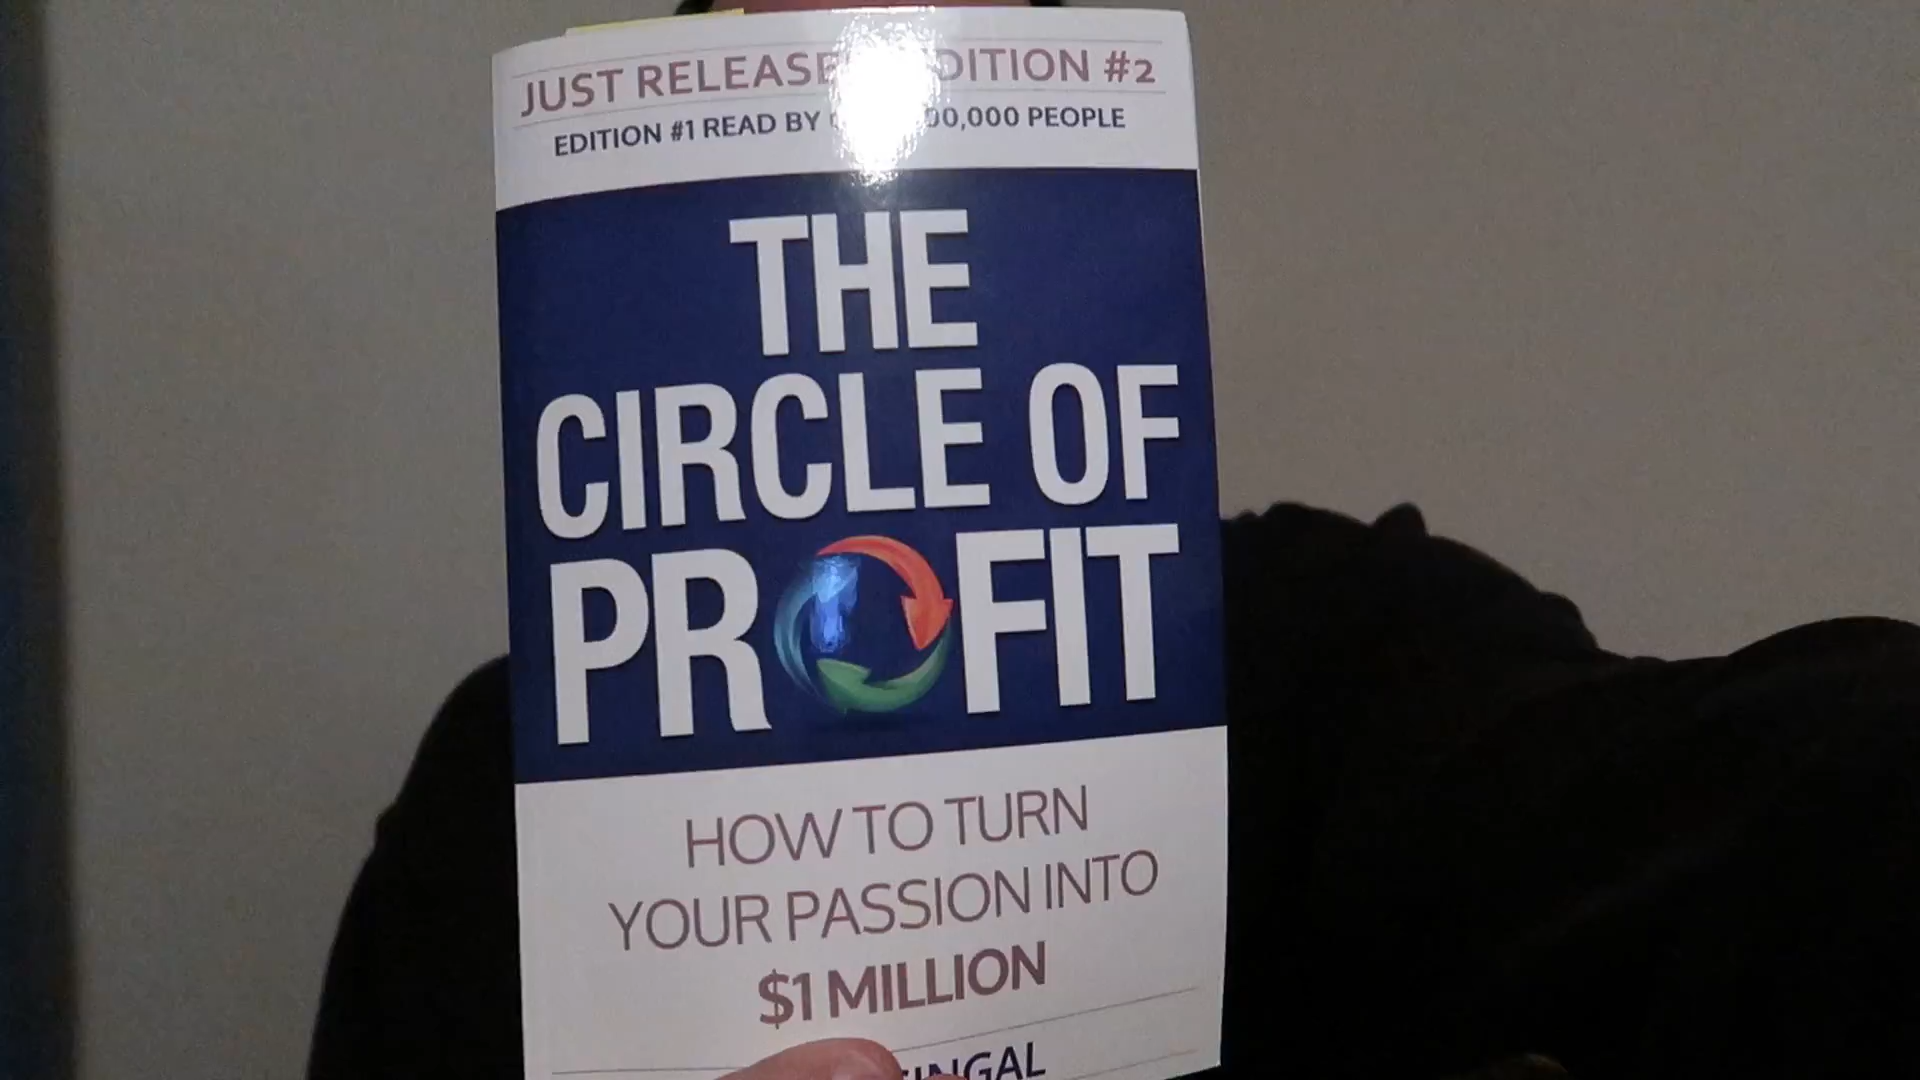 JUST RELEASED EDITION #2
EDITION #1 READ BY 00,000 PEOPLE
THE
CIRCLE OF
PROFIT
HOW TO TURN
YOUR PASSION INTO
$1 MILLION
SINGAL